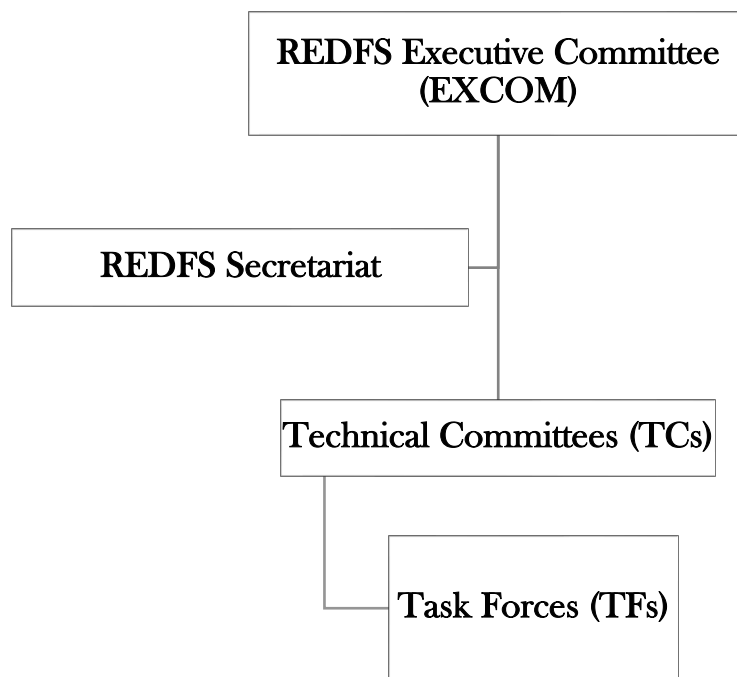 REDFS Executive Committee
(EXCOM)
REDFS Secretariat
Technical Committees (TCs)
Task Forces (TFs)